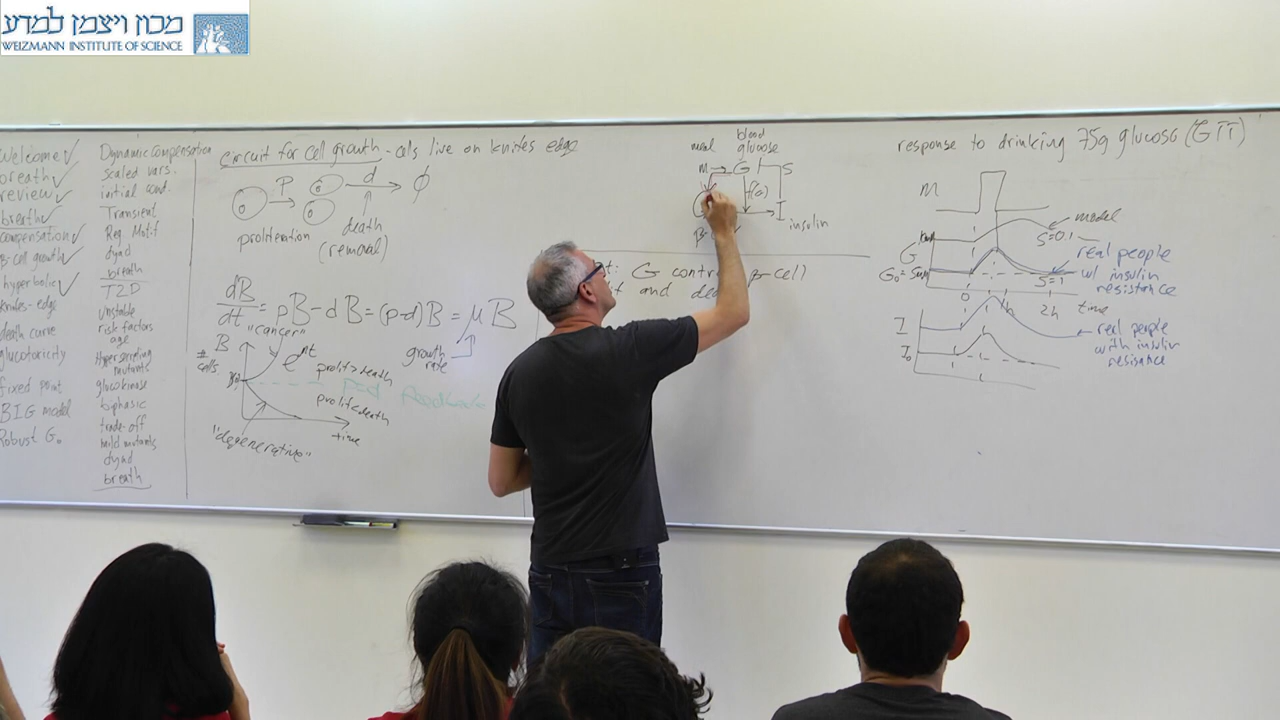 מכון ויצמן למדע
WEIZMANN INSTITUTE OF SCIENCE
Welcome ✓
breath ✓
review ✓
breath ✓
compensation ✓
β-cell growth ✓
hyperbolic ✓
Knifes-edge
death curve
glucotoxicity
fixed point
BIG model
Robust G₀
Dynamic compensation
scaled vars.
initial cond.
Transient
Reg Motif
dyad
breath
T2D
unstable
risk factors
age
Hypersecreting
mutants
glucokinase
biphasic
trade-off
build mutants
dyad
breath
circuit for cell growth - cells live on knifes edge
P
d
→ ϕ
proliferation
death
(removal)
dB/dt = pB - dB = (p-d)B = μB
"cancer"
growth
rate
B
# cells
e^μt
prolif > death
prolif < death
time
"degenerative"
meal
blood
glucose
M → G
S
f(G)
I
insulin
G
β-cell
and
response to drinking 75g glucose (GTT)
M
model
S=0.1
G
real people
w/ insulin
resistance
S=1
0
1h
2h
time
I
I₀
real people
with insulin
resistance